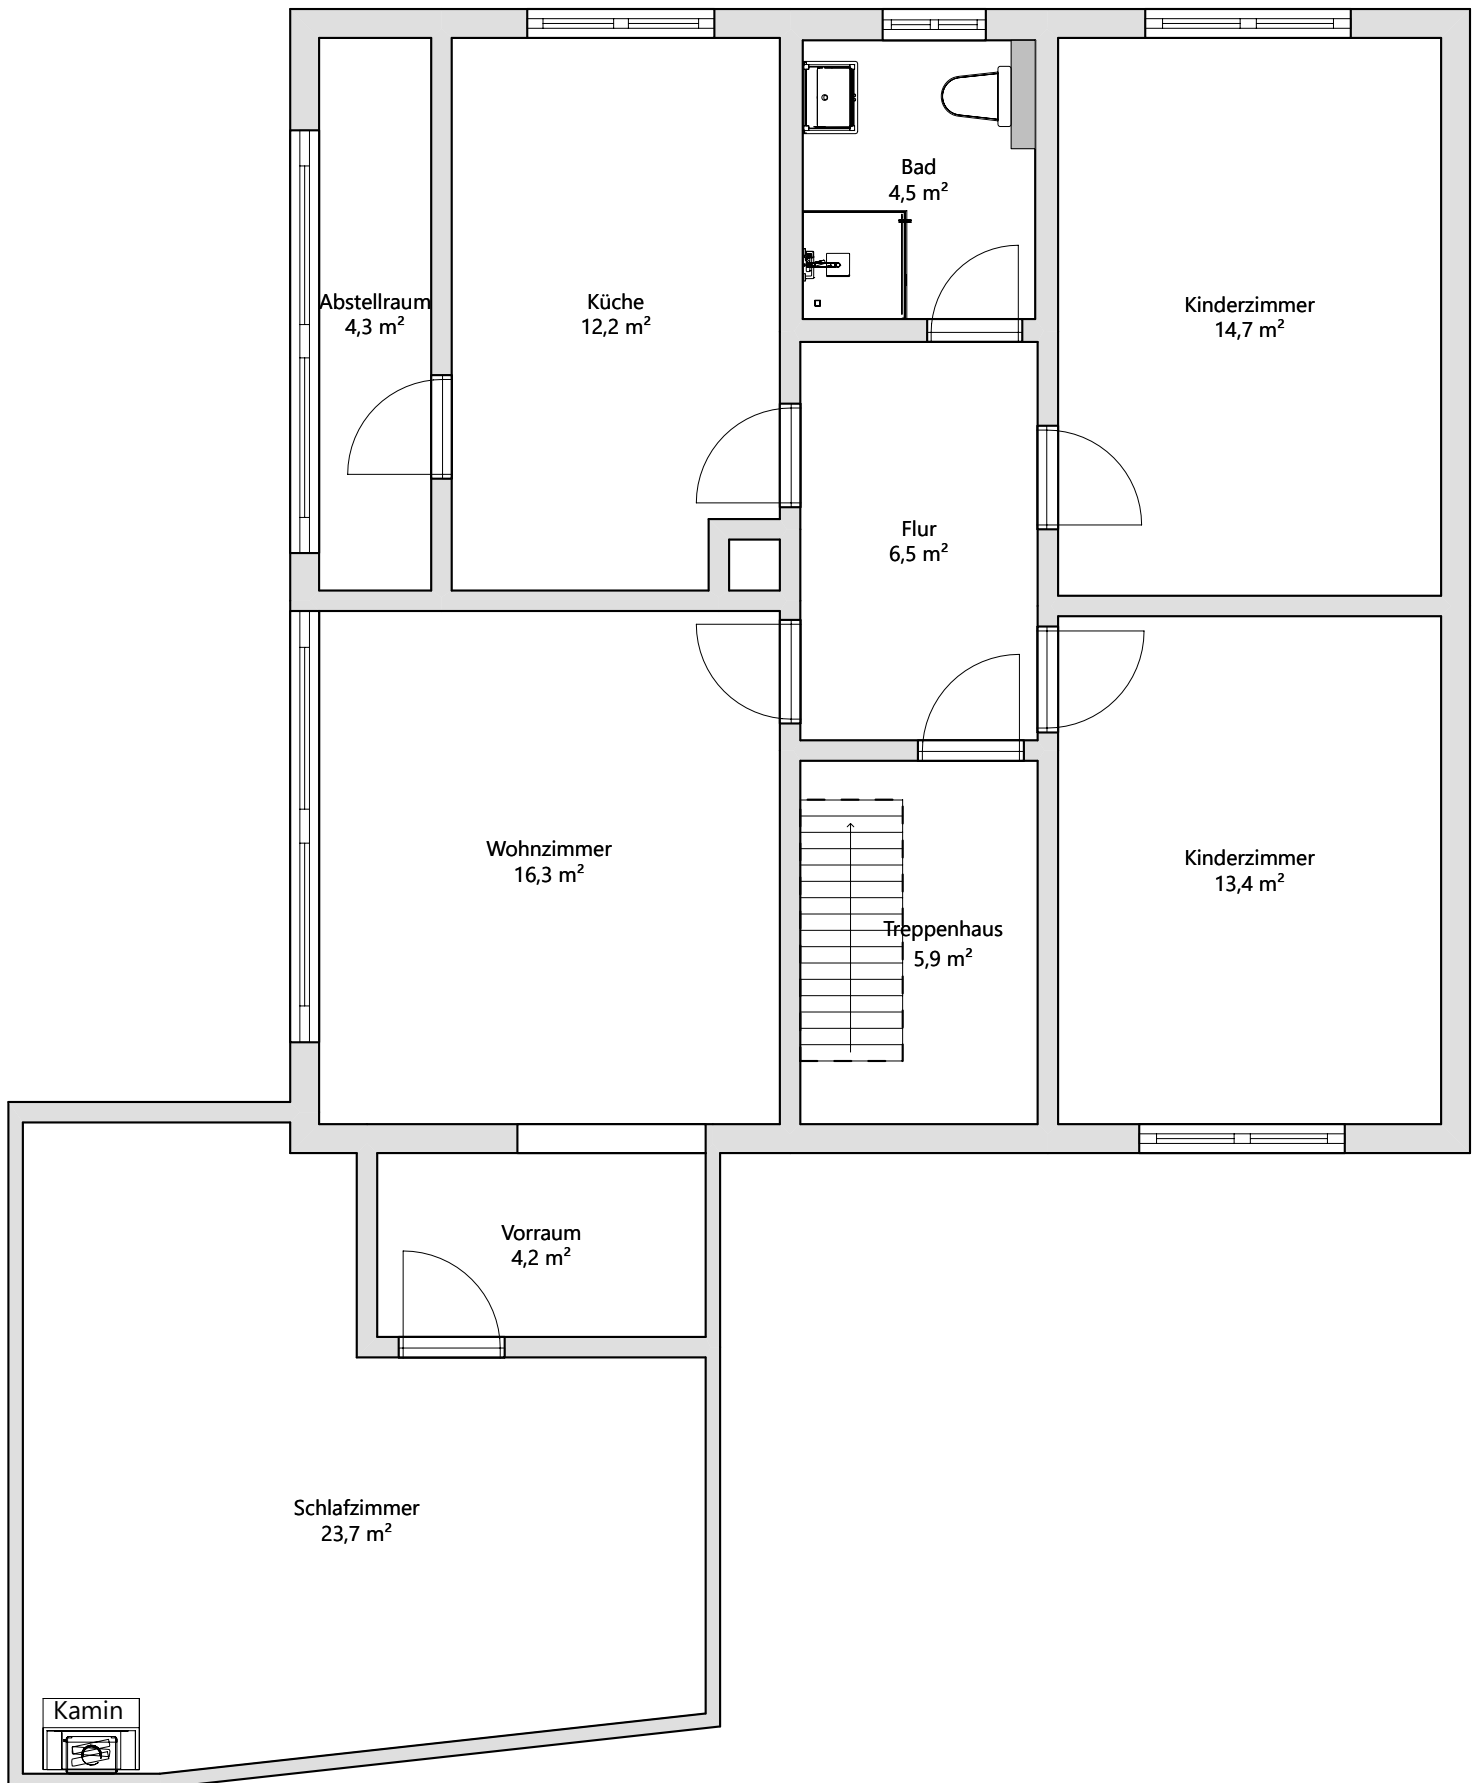 Bad
4,5 m²
Abstellraum
4,3 m²
Küche
12,2 m²
Kinderzimmer
14,7 m²
Flur
6,5 m²
Wohnzimmer
16,3 m²
Kinderzimmer
13,4 m²
Treppenhaus
5,9 m²
Vorraum
4,2 m²
Schlafzimmer
23,7 m²
Kamin